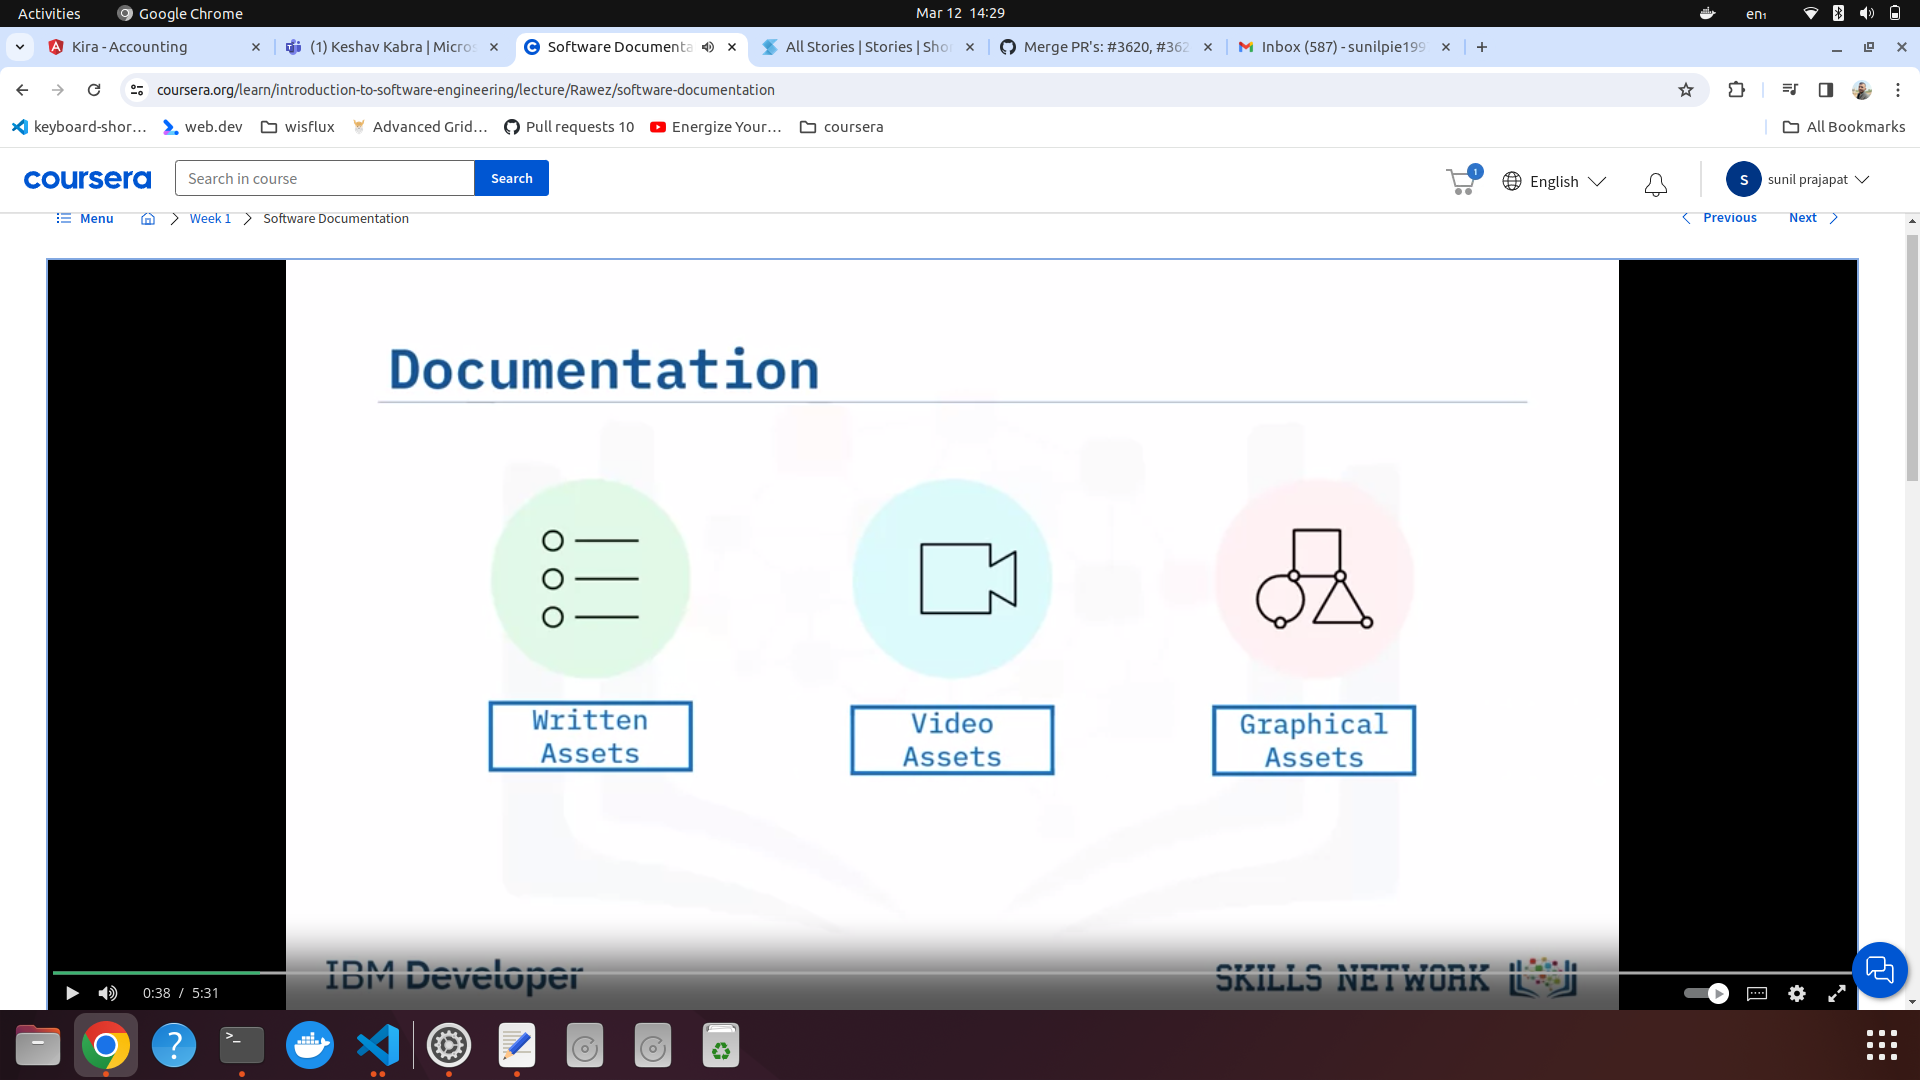 Activities Google Chrome Mar 12 14:29 en₁
Kira - Accounting (1) Keshav Kabra | Micros Software Documenta All Stories | Stories | Sho Merge PR's: #3620, #362 Inbox (587) - sunilpie199
coursera.org/learn/introduction-to-software-engineering/lecture/Rawez/software-documentation
keyboard-shor... web.dev wisflux Advanced Grid... Pull requests 10 Energize Your... coursera All Bookmarks
coursera Search in course Search 1 English S sunil prajapat
Menu Week 1 Software Documentation Previous Next
Documentation
Written Assets
Video Assets
Graphical Assets
IBM Developer SKILLS NETWORK
0:38 / 5:31